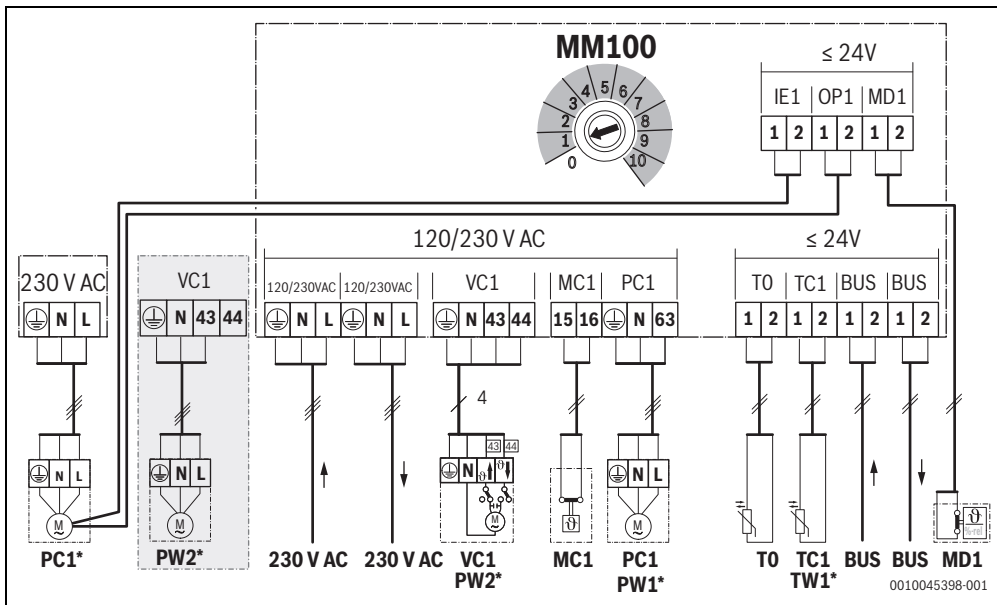 MM100
0 1 2 3 4 5 6 7 8 9 10
≤ 24V
IE1 OP1 MD1
1 2 1 2 1 2
120/230 V AC
≤ 24V
230 V AC
VC1
120/230VAC 120/230VAC
VC1
MC1
PC1
T0 TC1 BUS BUS
N L
N 43 44
N L
N L
N 43 44
15 16
N 63
1 2 1 2 1 2 1 2
4
43 44
N L
N L
N ϑ ϑ
N L
M ~
M ~
M ~
ϑ
M ~
ϑ
%-rel
PC1*
PW2*
230 V AC
230 V AC
VC1
PW2*
MC1
PC1
PW1*
T0
TC1
TW1*
BUS
BUS
MD1
0010045398-001